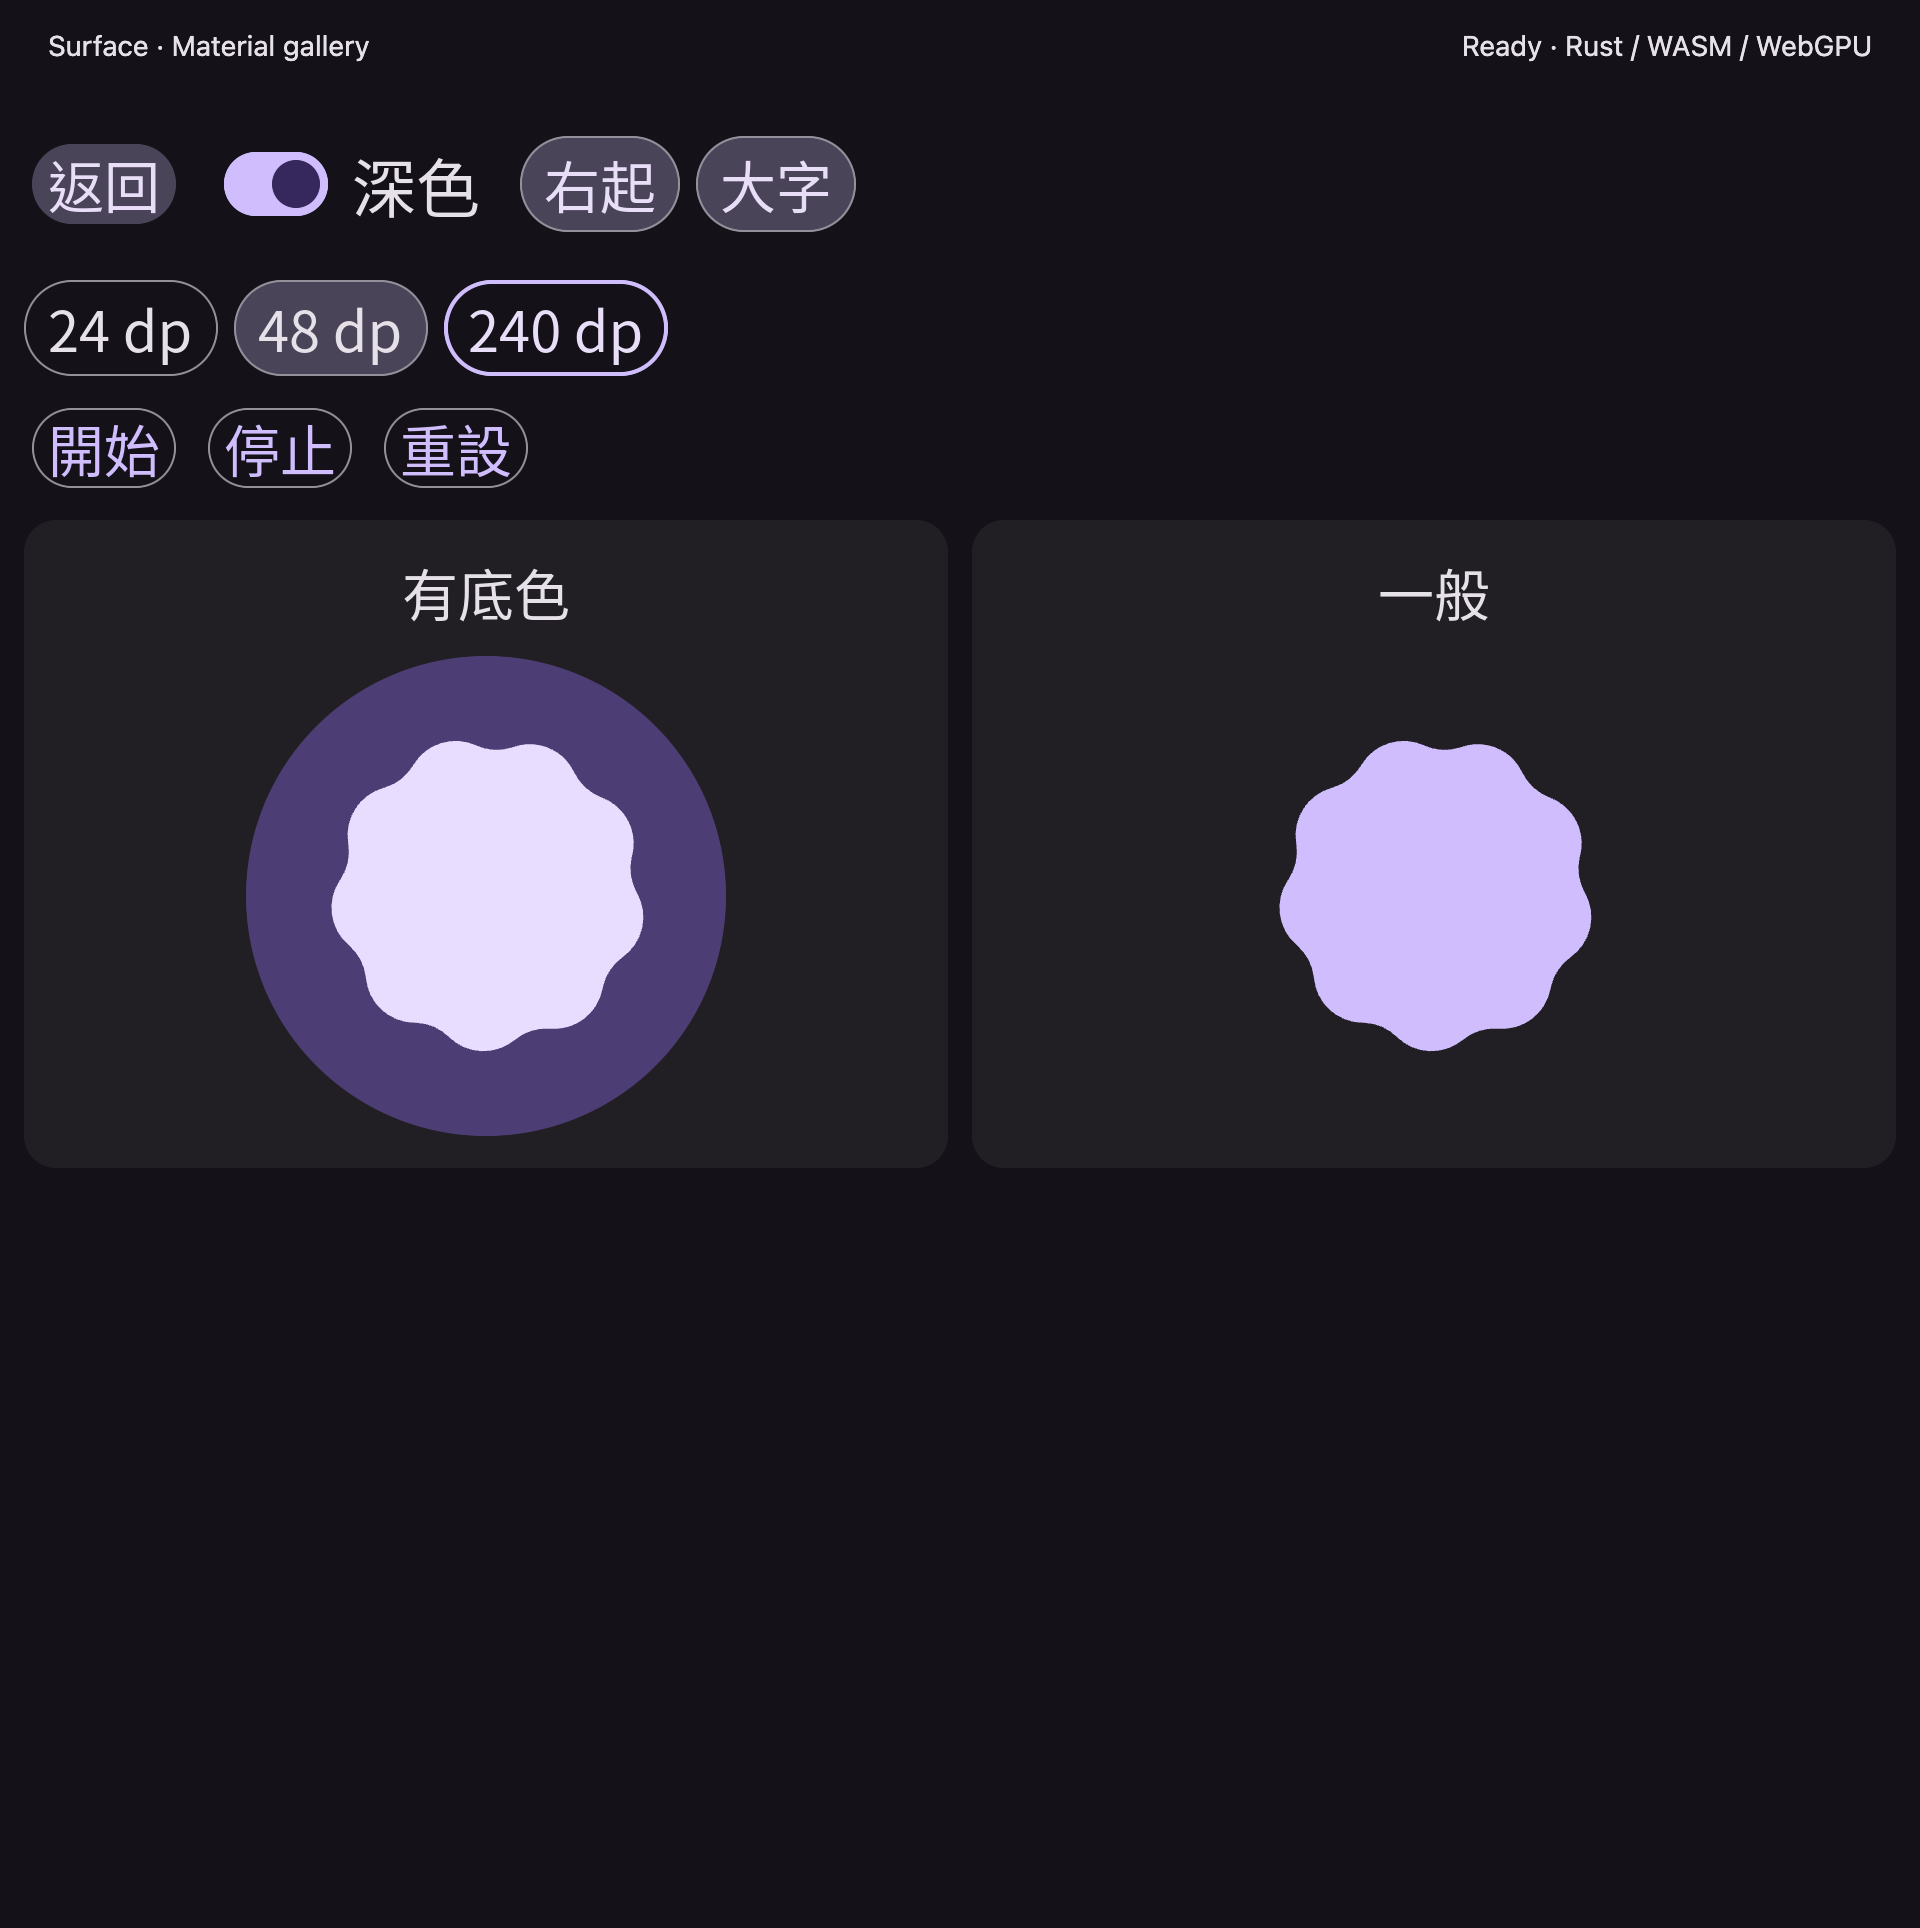 Surface · Material gallery
Ready · Rust / WASM / WebGPU
返回 深色 右起 大字
24 dp 48 dp 240 dp
開始 停止 重設
有底色
一般